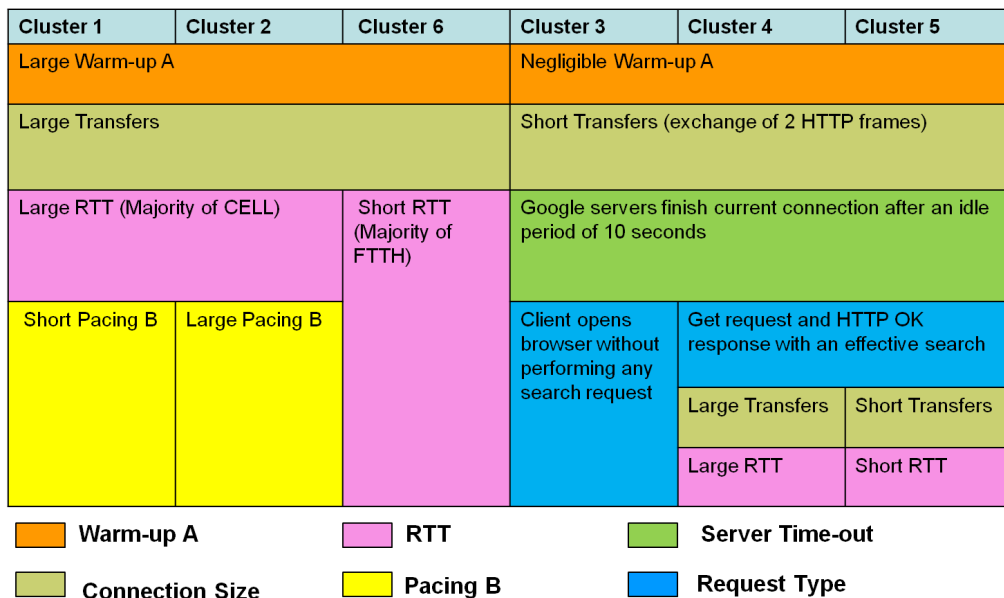 Cluster 1
Cluster 2
Cluster 6
Cluster 3
Cluster 4
Cluster 5
Large Warm-up A
Negligible Warm-up A
Large Transfers
Short Transfers (exchange of 2 HTTP frames)
Large RTT (Majority of CELL)
Short RTT
(Majority of
FTTH)
Google servers finish current connection after an idle
period of 10 seconds
Short Pacing B
Large Pacing B
Client opens
browser without
performing any
search request
Get request and HTTP OK
response with an effective search
Large Transfers
Short Transfers
Large RTT
Short RTT
Warm-up A
RTT
Server Time-out
Connection Size
Pacing B
Request Type